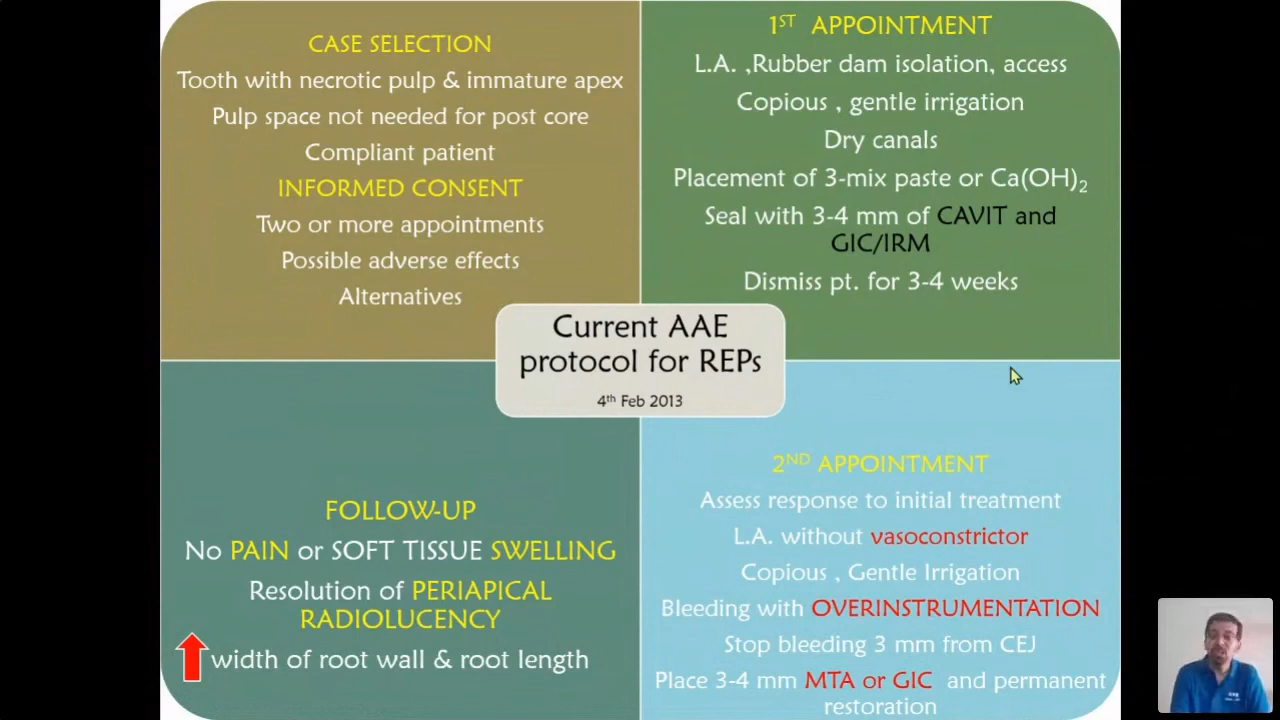 CASE SELECTION
Tooth with necrotic pulp & immature apex
Pulp space not needed for post core
Compliant patient
INFORMED CONSENT
Two or more appointments
Possible adverse effects
Alternatives
1ST APPOINTMENT
L.A. ,Rubber dam isolation, access
Copious , gentle irrigation
Dry canals
Placement of 3-mix paste or Ca(OH)2
Seal with 3-4 mm of CAVIT and
GIC/IRM
Dismiss pt. for 3-4 weeks
Current AAE
protocol for REPs
4th Feb 2013
FOLLOW-UP
No PAIN or SOFT TISSUE SWELLING
Resolution of PERIAPICAL
RADIOLUCENCY
width of root wall & root length
2ND APPOINTMENT
Assess response to initial treatment
L.A. without vasoconstrictor
Copious , Gentle Irrigation
Bleeding with OVERINSTRUMENTATION
Stop bleeding 3 mm from CEJ
Place 3-4 mm MTA or GIC and permanent
restoration